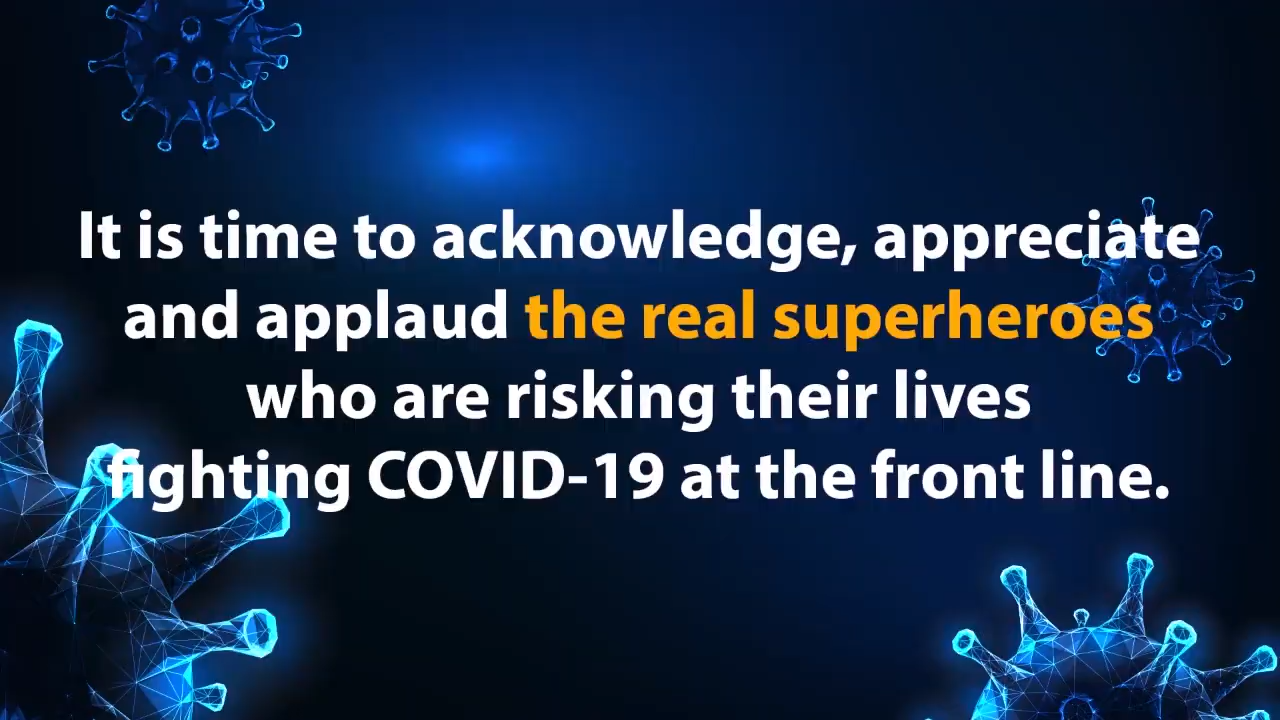 It is time to acknowledge, appreciate
and applaud the real superheroes
who are risking their lives
fighting COVID-19 at the front line.